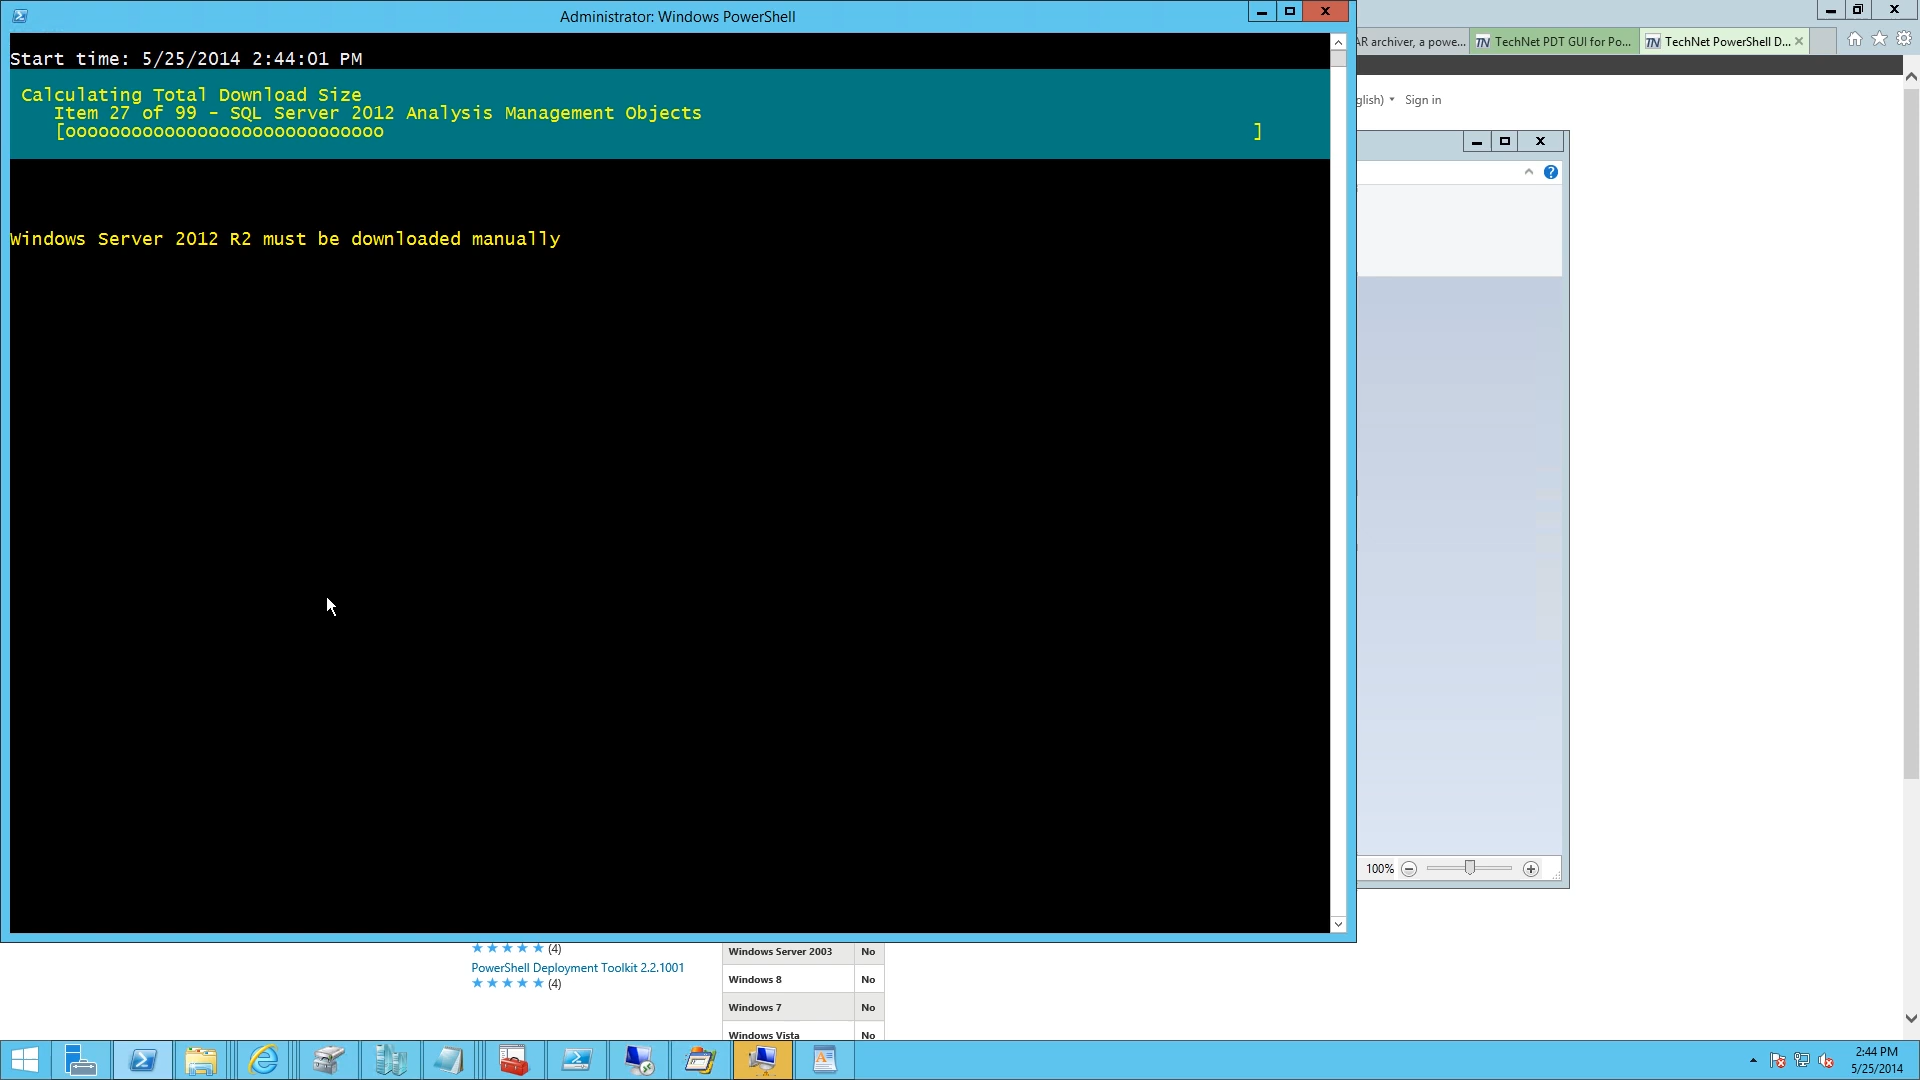 Administrator: Windows PowerShell
Start time: 5/25/2014 2:44:01 PM
Calculating Total Download Size
Item 27 of 99 - SQL Server 2012 Analysis Management Objects
[ooooooooooooooooooooooooooooo ]
Windows Server 2012 R2 must be downloaded manually
AR archiver, a powe...
TechNet PDT GUI for Po...
TechNet PowerShell D...
glish) Sign in
100%
(4)
PowerShell Deployment Toolkit 2.2.1001
(4)
Windows Server 2003 No
Windows 8 No
Windows 7 No
Windows Vista No
2:44 PM
5/25/2014